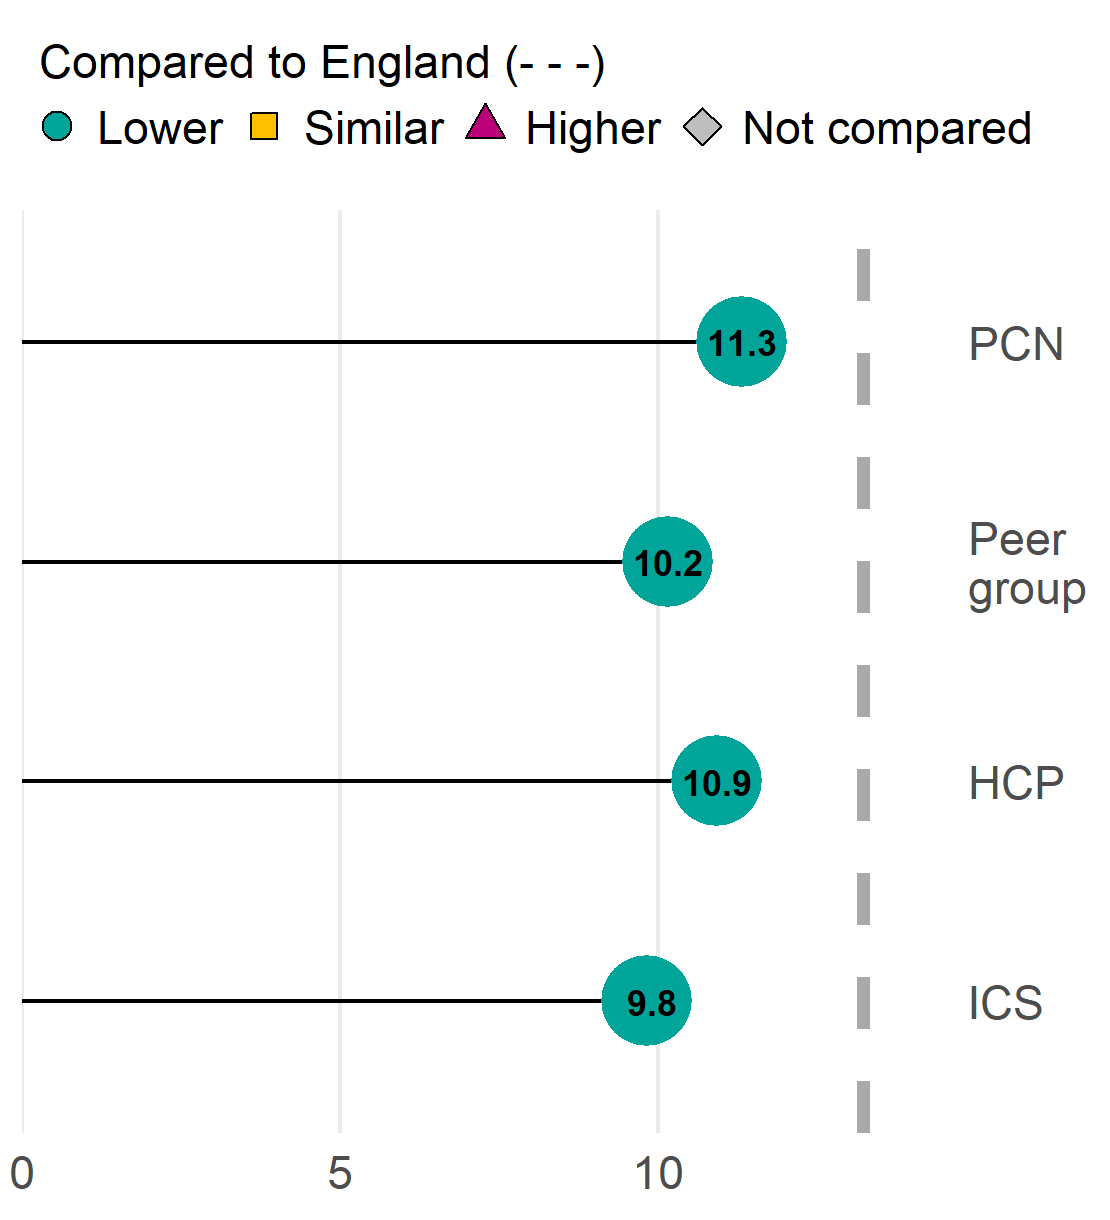 Compared to England (- - -)
Lower Similar Higher Not compared
11.3 PCN
10.2 Peer
group
10.9 HCP
9.8 ICS
0 5 10